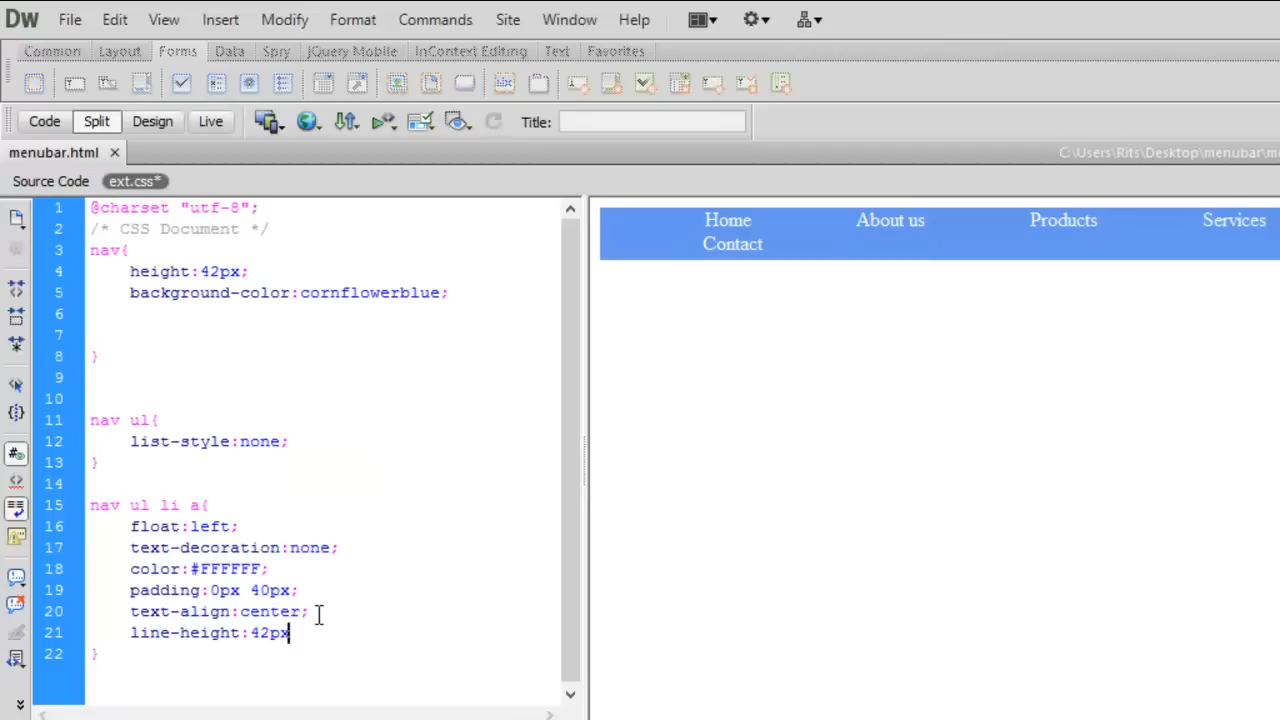 Dw File Edit View Insert Modify Format Commands Site Window Help
Common Layout Forms Data Spry jQuery Mobile InContext Editing Text Favorites
Code Split Design Live Title:
menubar.html ×
C:\Users\Rits\Desktop\menubar\m
Source Code ext.css*
1 @charset "utf-8";
2 /* CSS Document */
3 nav{
4 height:42px;
5 background-color:cornflowerblue;
6
7
8 }
9
10
11 nav ul{
12 list-style:none;
13 }
14
15 nav ul li a{
16 float:left;
17 text-decoration:none;
18 color:#FFFFFF;
19 padding:0px 40px;
20 text-align:center;
21 line-height:42px
22 }
Home About us Products Services
Contact